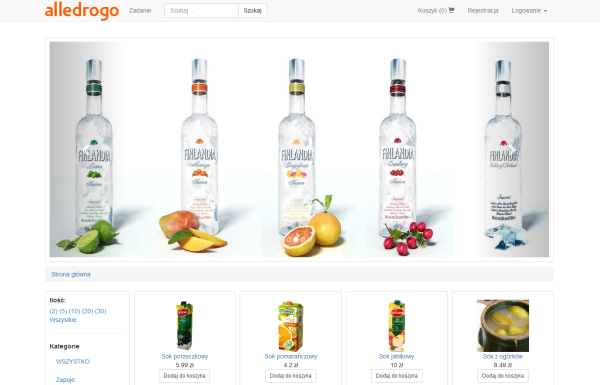 alledrogo Zadanie Szukaj ... Szukaj Koszyk (0) Rejestracja Logowanie
FINLANDIA FINLANDIA FINLANDIA FINLANDIA FINLANDIA
Lime Mango Grapefruit Cranberry
Strona główna
Ilość:
(2) (5) (10) (20) (30)
Wszystkie
Kategorie
WSZYSTKO
Zapoje
Sok porzeczkowy
5.99 zł
Dodaj do koszyka
Sok pomarańczowy
4.2 zł
Dodaj do koszyka
Sok jabłkowy
10 zł
Dodaj do koszyka
Sok z ogórków
6.49 zł
Dodaj do koszyka